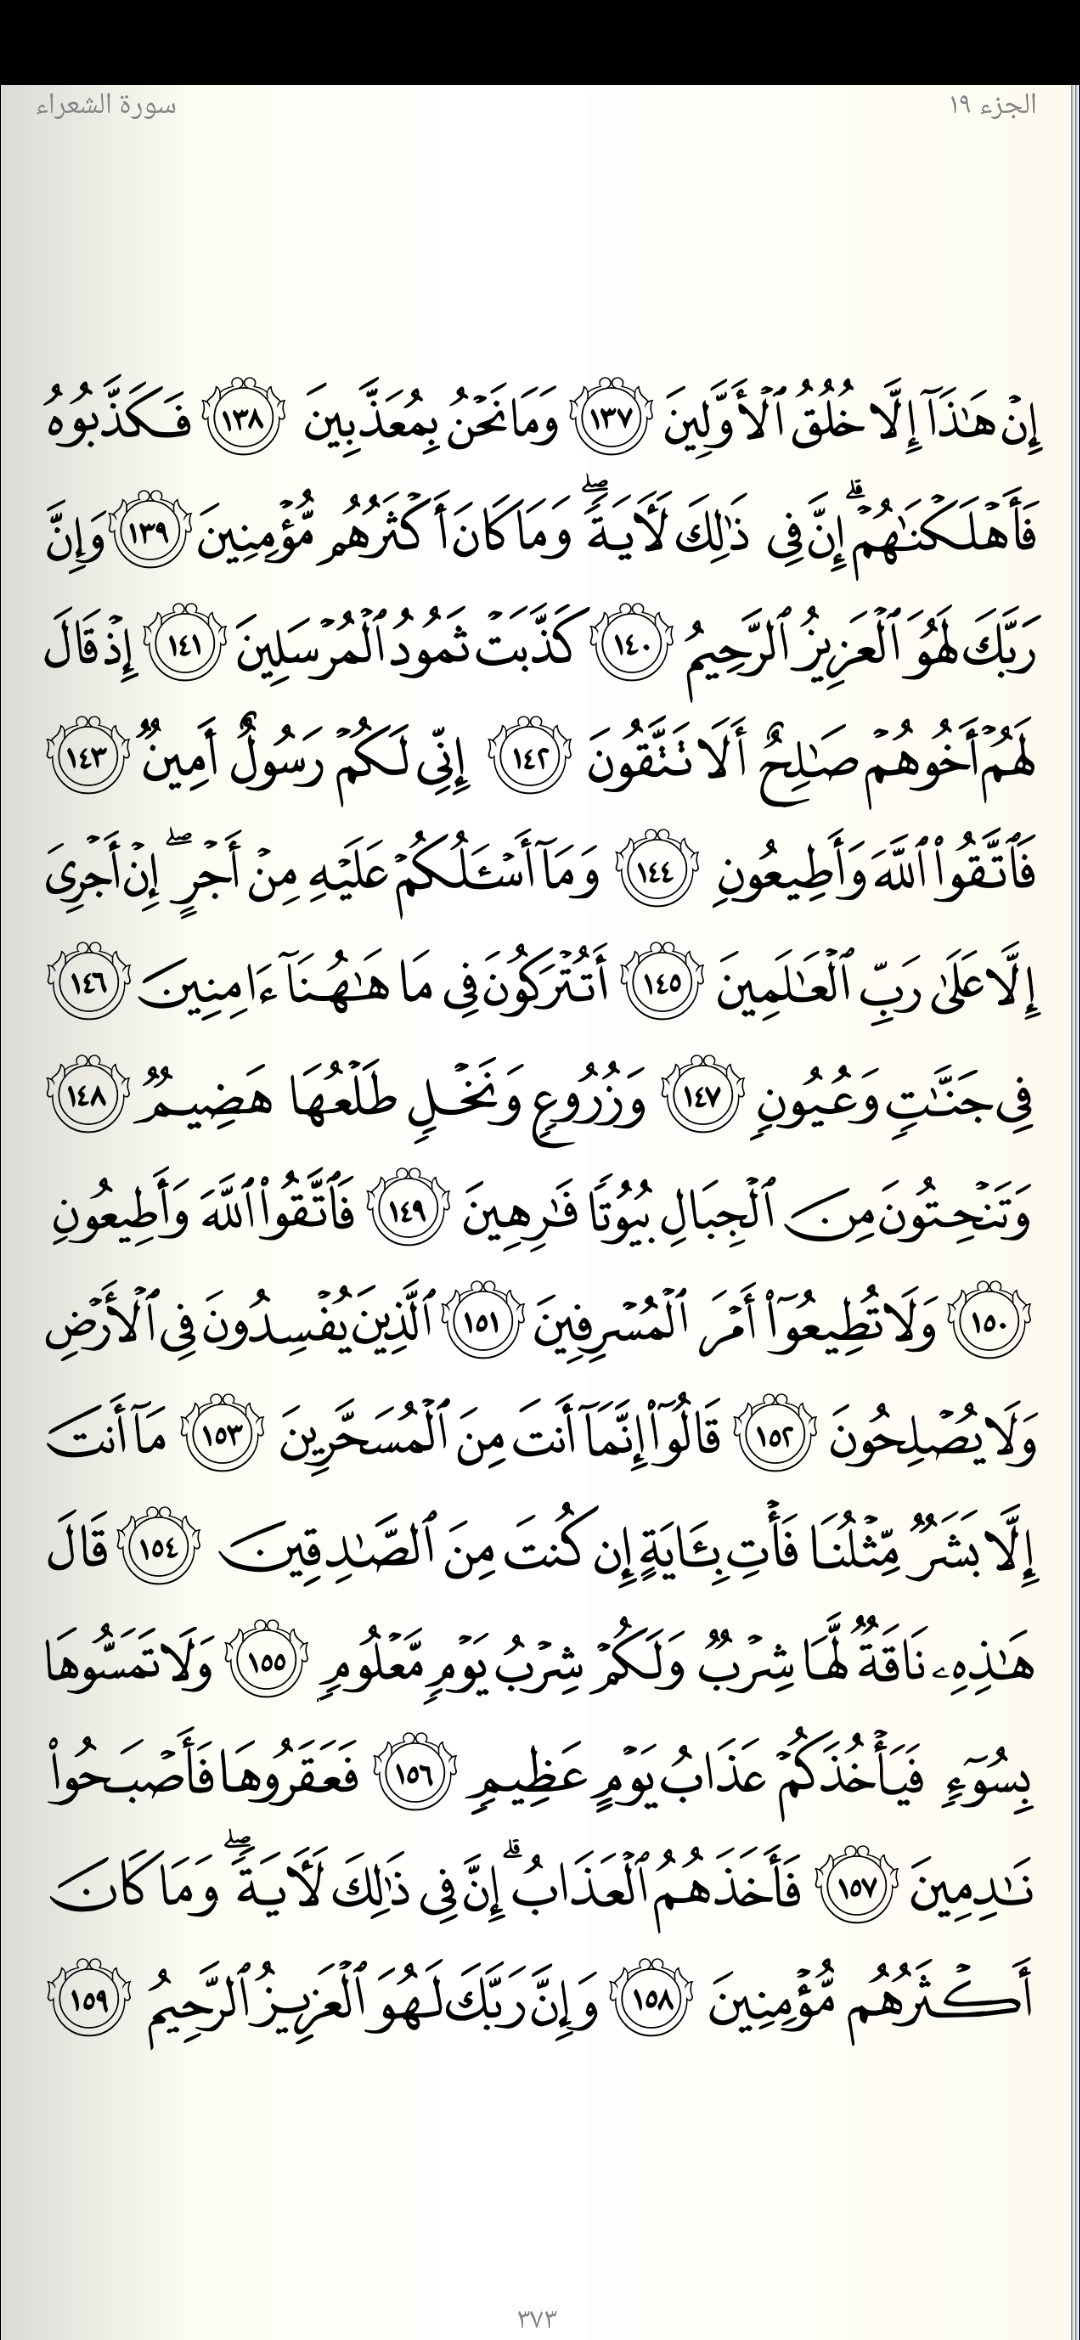 الجزء ١٩
سورة الشعراء
إِنْ هَٰذَآ إِلَّا خُلُقُ ٱلْأَوَّلِينَ ١٣٧ وَمَا نَحْنُ بِمُعَذَّبِينَ ١٣٨ فَكَذَّبُوهُ
فَأَهْلَكْنَٰهُمْ ۗ إِنَّ فِى ذَٰلِكَ لَـَٔايَةً ۖ وَمَا كَانَ أَكْثَرُهُم مُّؤْمِنِينَ ١٣٩ وَإِنَّ
رَبَّكَ لَهُوَ ٱلْعَزِيزُ ٱلرَّحِيمُ ١٤٠ كَذَّبَتْ ثَمُودُ ٱلْمُرْسَلِينَ ١٤١ إِذْ قَالَ
لَهُمْ أَخُوهُمْ صَٰلِحٌ أَلَا تَتَّقُونَ ١٤٢ إِنِّى لَكُمْ رَسُولٌ أَمِينٌ ١٤٣
فَٱتَّقُوا۟ ٱللَّهَ وَأَطِيعُونِ ١٤٤ وَمَآ أَسْـَٔلُكُمْ عَلَيْهِ مِنْ أَجْرٍ ۖ إِنْ أَجْرِىَ
إِلَّا عَلَىٰ رَبِّ ٱلْعَٰلَمِينَ ١٤٥ أَتُتْرَكُونَ فِى مَا هَٰهُنَآ ءَامِنِينَ ١٤٦
فِى جَنَّٰتٍ وَعُيُونٍ ١٤٧ وَزُرُوعٍ وَنَخْلٍ طَلْعُهَا هَضِيمٌ ١٤٨
وَتَنْحِتُونَ مِنَ ٱلْجِبَالِ بُيُوتًا فَٰرِهِينَ ١٤٩ فَٱتَّقُوا۟ ٱللَّهَ وَأَطِيعُونِ
١٥٠ وَلَا تُطِيعُوٓا۟ أَمْرَ ٱلْمُسْرِفِينَ ١٥١ ٱلَّذِينَ يُفْسِدُونَ فِى ٱلْأَرْضِ
وَلَا يُصْلِحُونَ ١٥٢ قَالُوٓا۟ إِنَّمَآ أَنتَ مِنَ ٱلْمُسَحَّرِينَ ١٥٣ مَآ أَنتَ
إِلَّا بَشَرٌ مِّثْلُنَا فَأْتِ بِـَٔايَةٍ إِن كُنتَ مِنَ ٱلصَّٰدِقِينَ ١٥٤ قَالَ
هَٰذِهِۦ نَاقَةٌ لَّهَا شِرْبٌ وَلَكُمْ شِرْبُ يَوْمٍ مَّعْلُومٍ ١٥٥ وَلَا تَمَسُّوهَا
بِسُوٓءٍ فَيَأْخُذَكُمْ عَذَابُ يَوْمٍ عَظِيمٍ ١٥٦ فَعَقَرُوهَا فَأَصْبَحُوا۟
نَٰدِمِينَ ١٥٧ فَأَخَذَهُمُ ٱلْعَذَابُ ۗ إِنَّ فِى ذَٰلِكَ لَـَٔايَةً ۖ وَمَا كَانَ
أَكْثَرُهُم مُّؤْمِنِينَ ١٥٨ وَإِنَّ رَبَّكَ لَهُوَ ٱلْعَزِيزُ ٱلرَّحِيمُ ١٥٩
٣٧٣